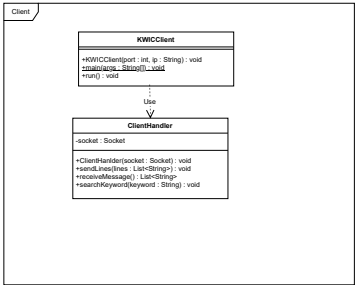 Client
KWICClient
+KWICClient(port : int, ip : String) : void
+main(args : String[]) : void
+run() : void
Use
ClientHandler
-socket : Socket
+ClientHanlder(socket : Socket) : void
+sendLines(lines : List<String>) : void
+receiveMessage() : List<String>
+searchKeyword(keyword : String) : void